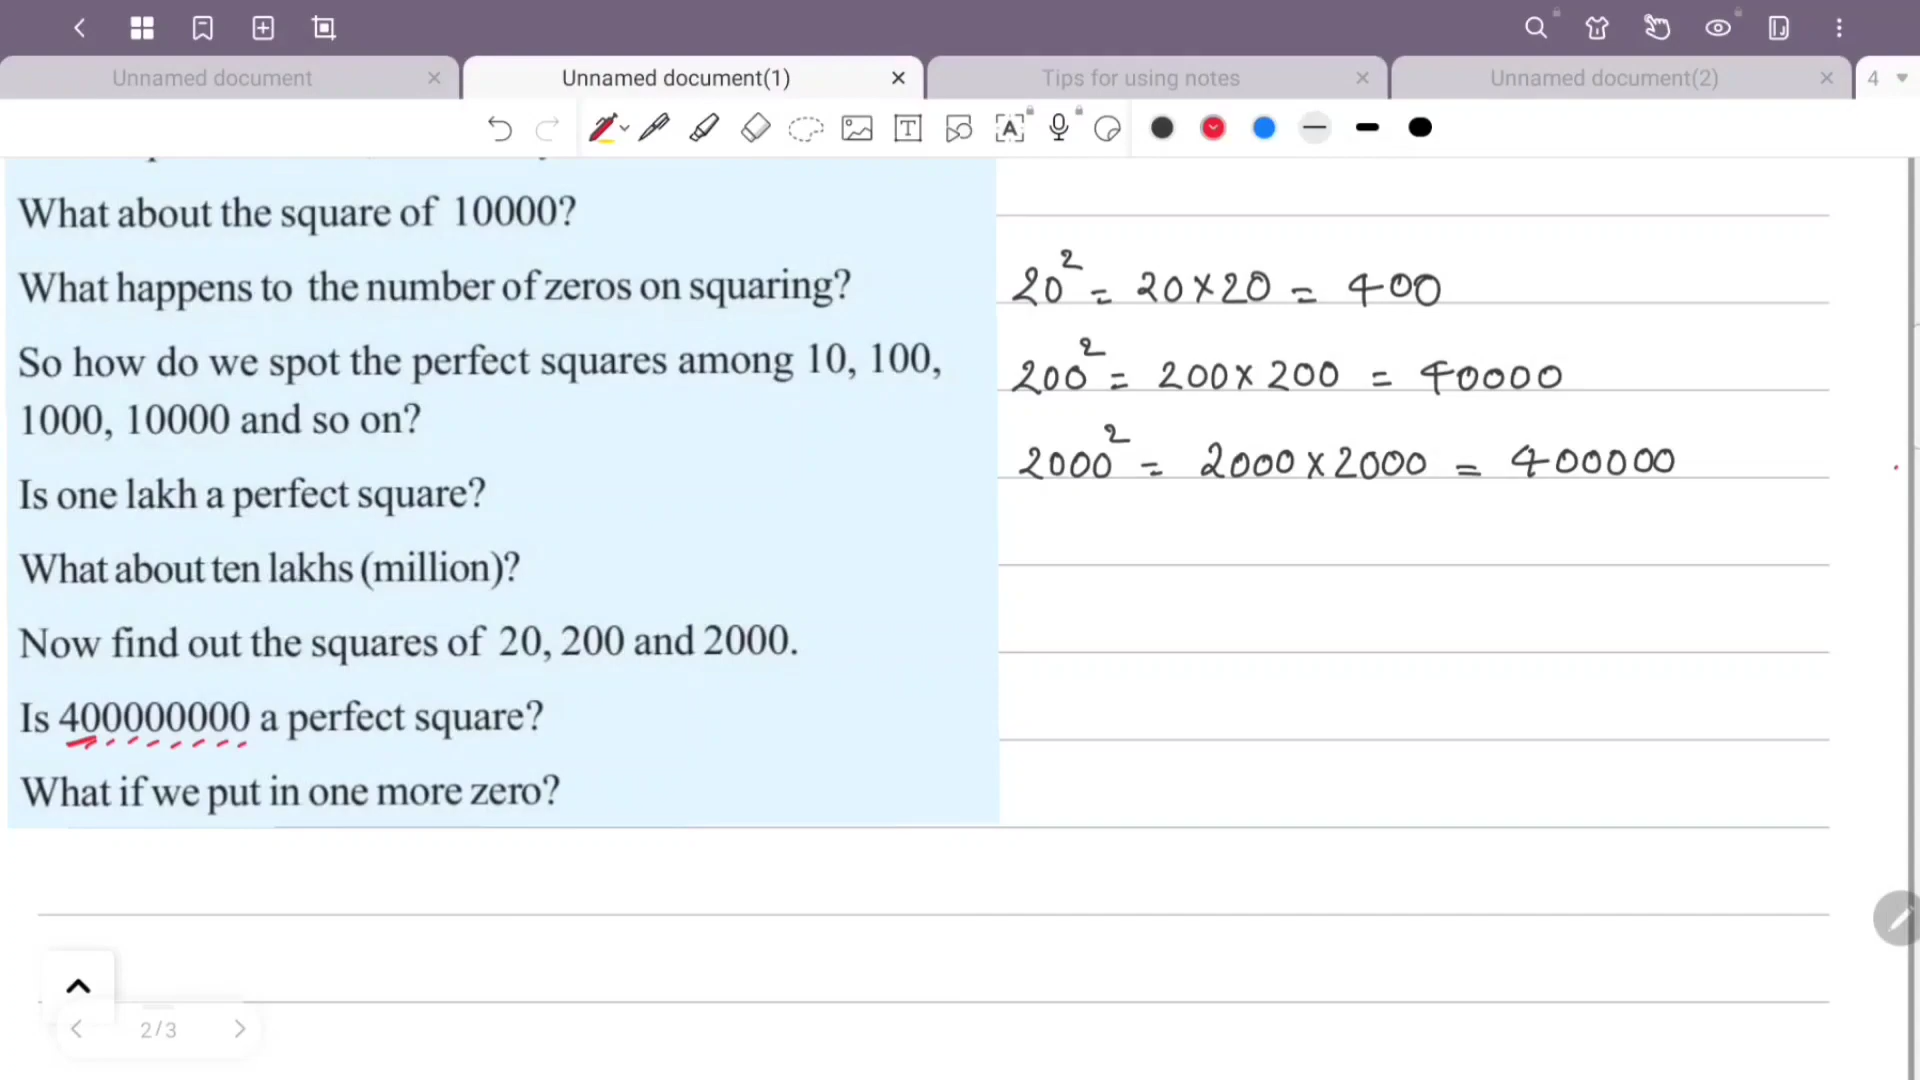 Unnamed document
Unnamed document(1)
Tips for using notes
Unnamed document(2)
4
What about the square of 10000?
What happens to the number of zeros on squaring?
So how do we spot the perfect squares among 10, 100,
1000, 10000 and so on?
Is one lakh a perfect square?
What about ten lakhs (million)?
Now find out the squares of 20, 200 and 2000.
Is 400000000 a perfect square?
What if we put in one more zero?
20² = 20 × 20 = 400
200² = 200 × 200 = 40000
2000² = 2000 × 2000 = 400000
2/3